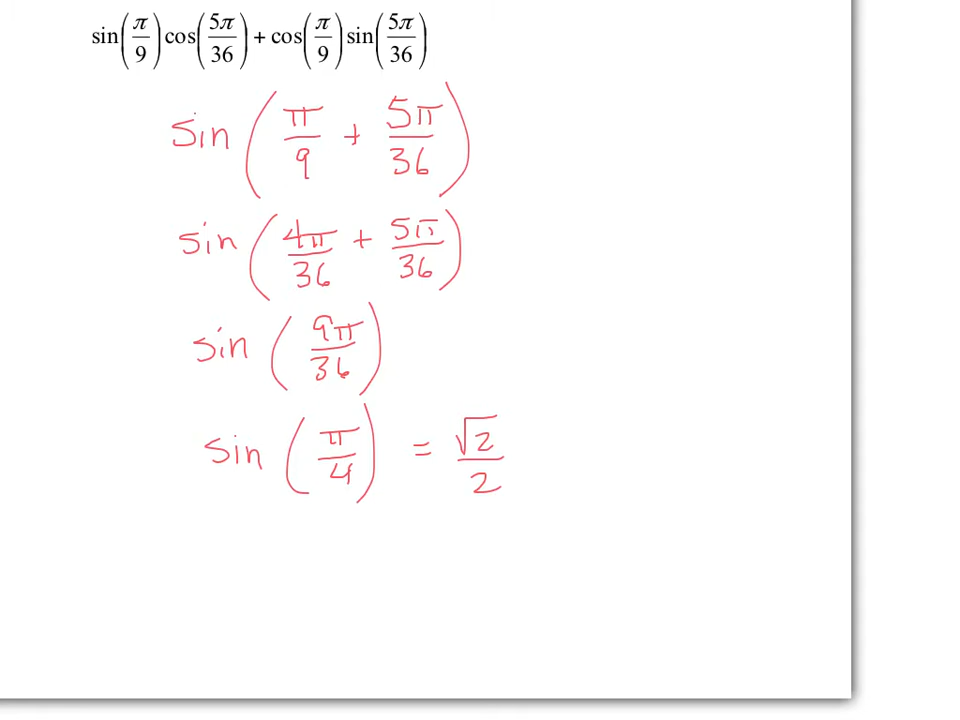 sin(π/9)cos(5π/36)+cos(π/9)sin(5π/36)
sin(π/9 + 5π/36)
sin(4π/36 + 5π/36)
sin(9π/36)
sin(π/4) = √2/2